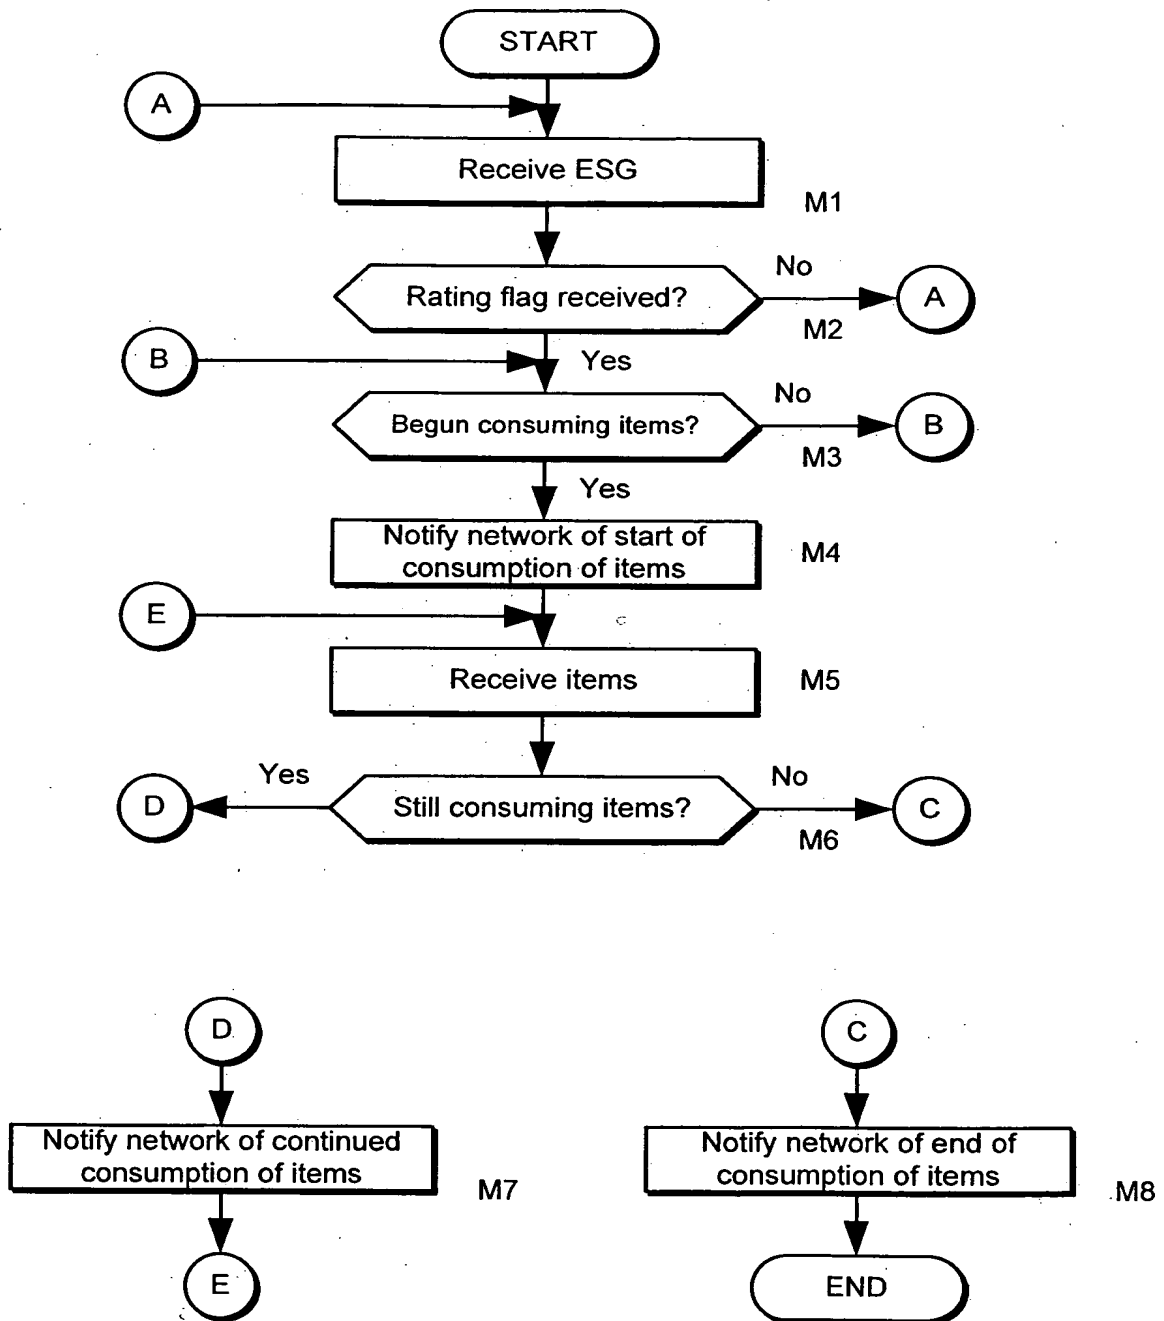 START
A
Receive ESG
M1
Rating flag received?
No
A
M2
B
Yes
Begun consuming items?
No
B
M3
Yes
Notify network of start of
consumption of items
M4
E
Receive items
M5
Yes
D
Still consuming items?
No
C
M6
D
C
Notify network of continued
consumption of items
M7
Notify network of end of
consumption of items
M8
E
END